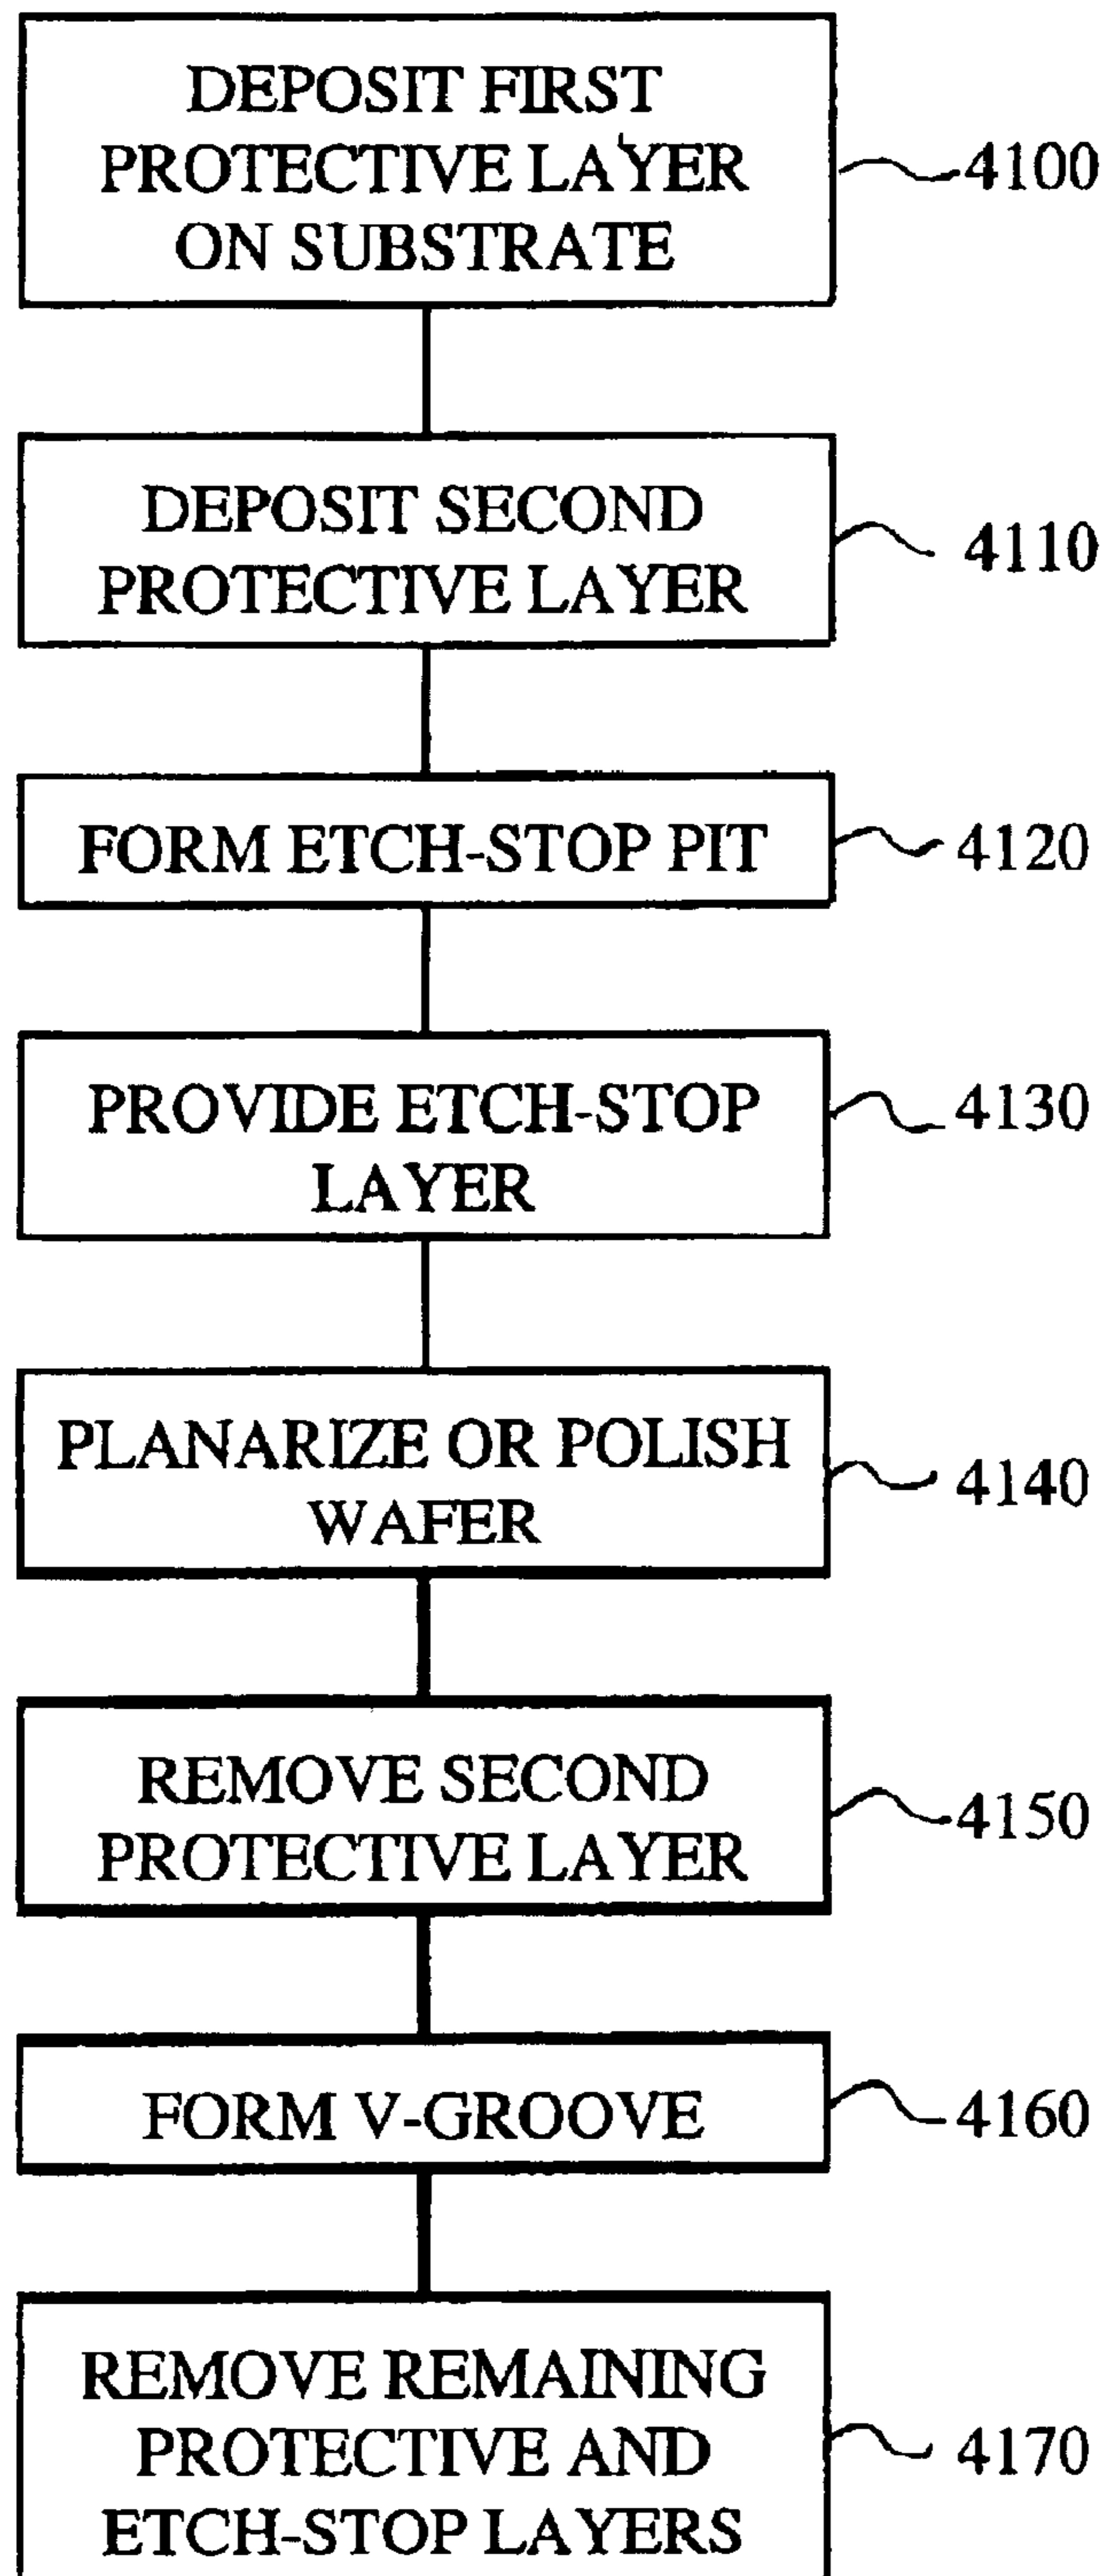 DEPOSIT FIRST
PROTECTIVE LAYER
ON SUBSTRATE
4100
DEPOSIT SECOND
PROTECTIVE LAYER
4110
FORM ETCH-STOP PIT
4120
PROVIDE ETCH-STOP
LAYER
4130
PLANARIZE OR POLISH
WAFER
4140
REMOVE SECOND
PROTECTIVE LAYER
4150
FORM V-GROOVE
4160
REMOVE REMAINING
PROTECTIVE AND
ETCH-STOP LAYERS
4170